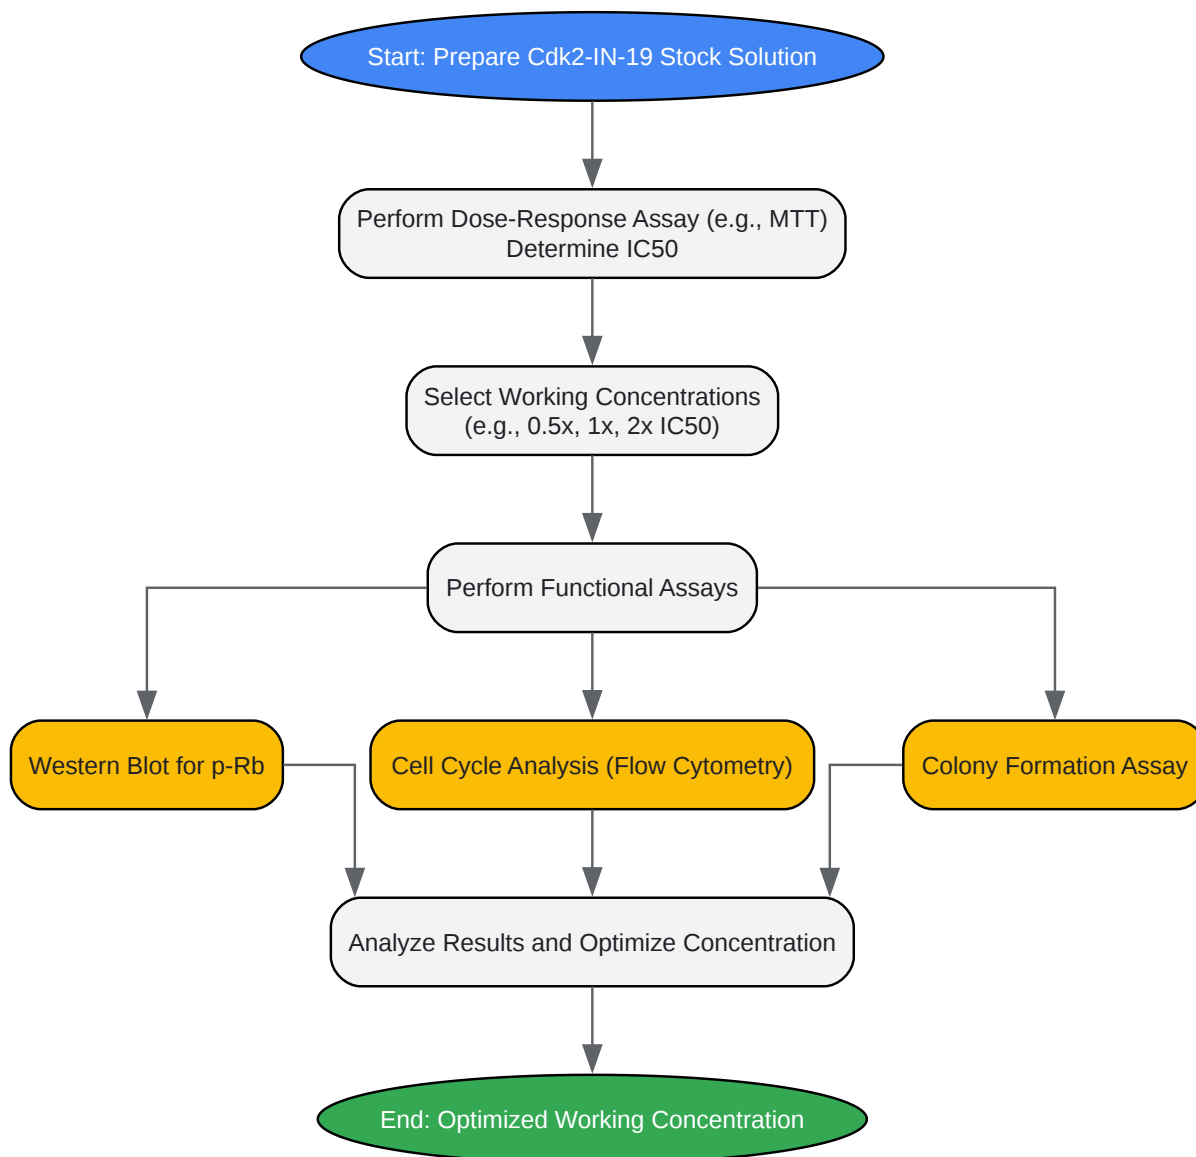 Start: Prepare Cdk2-IN-19 Stock Solution
Perform Dose-Response Assay (e.g., MTT)
Determine IC50
Select Working Concentrations
(e.g., 0.5x, 1x, 2x IC50)
Perform Functional Assays
Western Blot for p-Rb
Cell Cycle Analysis (Flow Cytometry)
Colony Formation Assay
Analyze Results and Optimize Concentration
End: Optimized Working Concentration